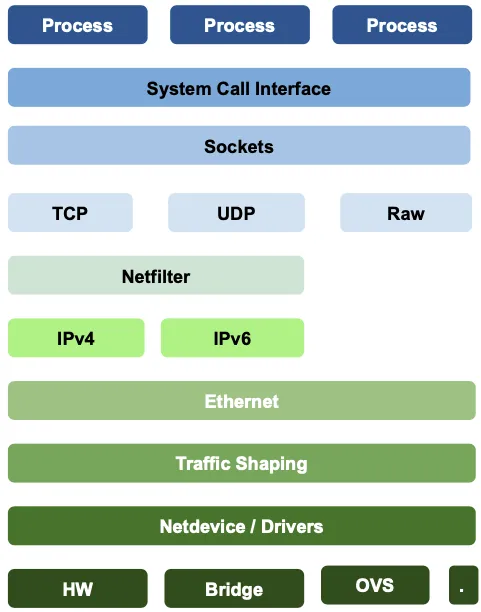 Process
Process
Process
System Call Interface
Sockets
TCP
UDP
Raw
Netfilter
IPv4
IPv6
Ethernet
Traffic Shaping
Netdevice / Drivers
HW
Bridge
OVS
.